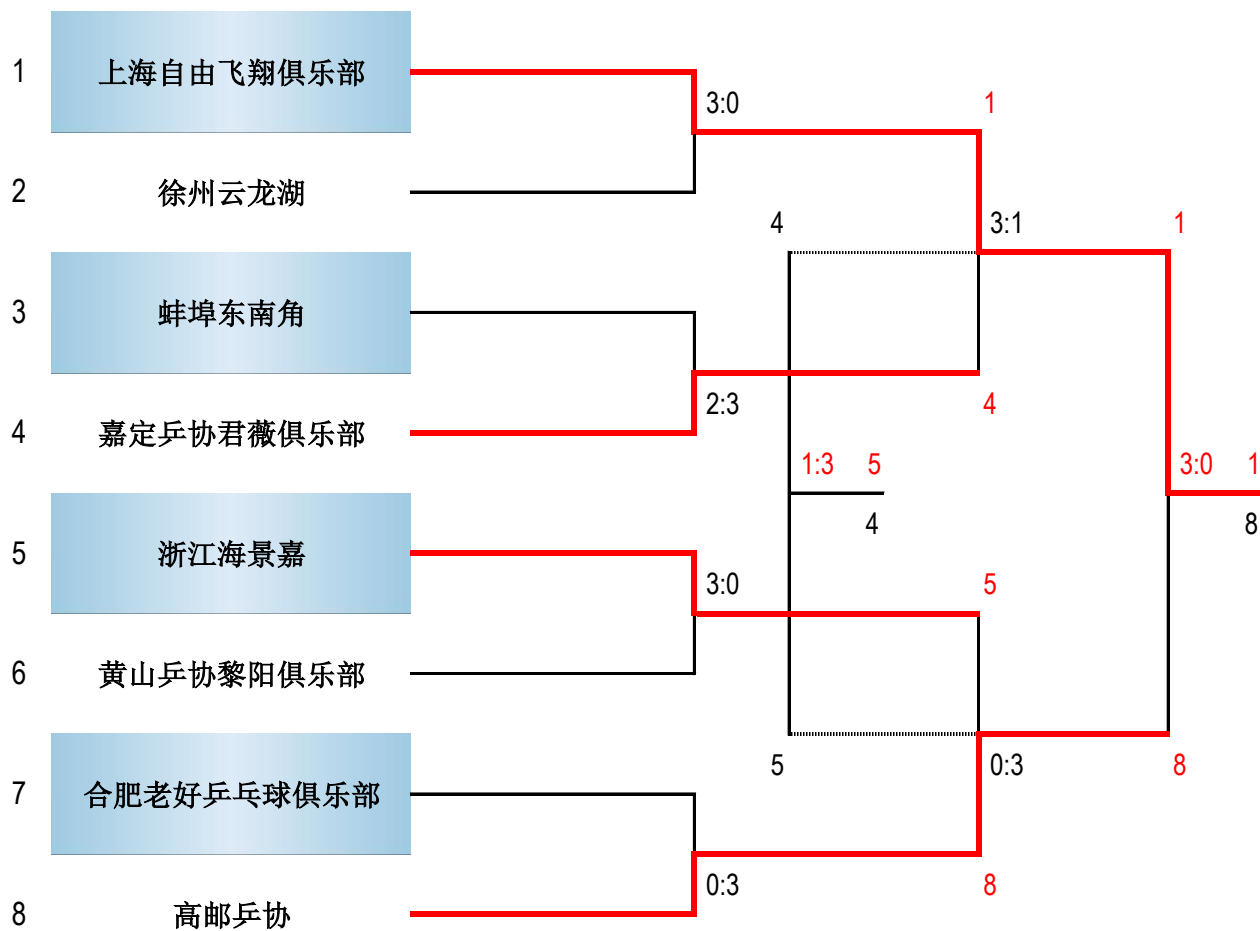 1 上海自由飞翔俱乐部
3:0 1
2 徐州云龙湖
4 3:1 1
3 蚌埠东南角
2:3 4
4 嘉定乒协君薇俱乐部
1:3 5 3:0 1
4 8
5 浙江海景嘉
3:0 5
6 黄山乒协黎阳俱乐部
5 0:3 8
7 合肥老好乒乓球俱乐部
0:3 8
8 高邮乒协